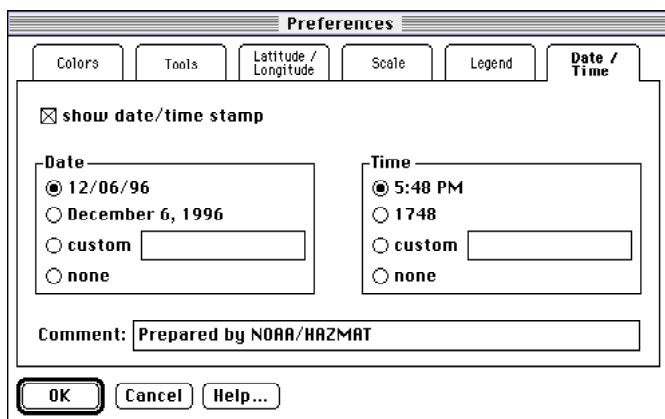 Preferences
Colors
Tools
Latitude /
Longitude
Scale
Legend
Date /
Time
show date/time stamp
Date
12/06/96
December 6, 1996
custom
none
Time
5:48 PM
1748
custom
none
Comment: Prepared by NOAA/HAZMAT
OK
Cancel
Help...